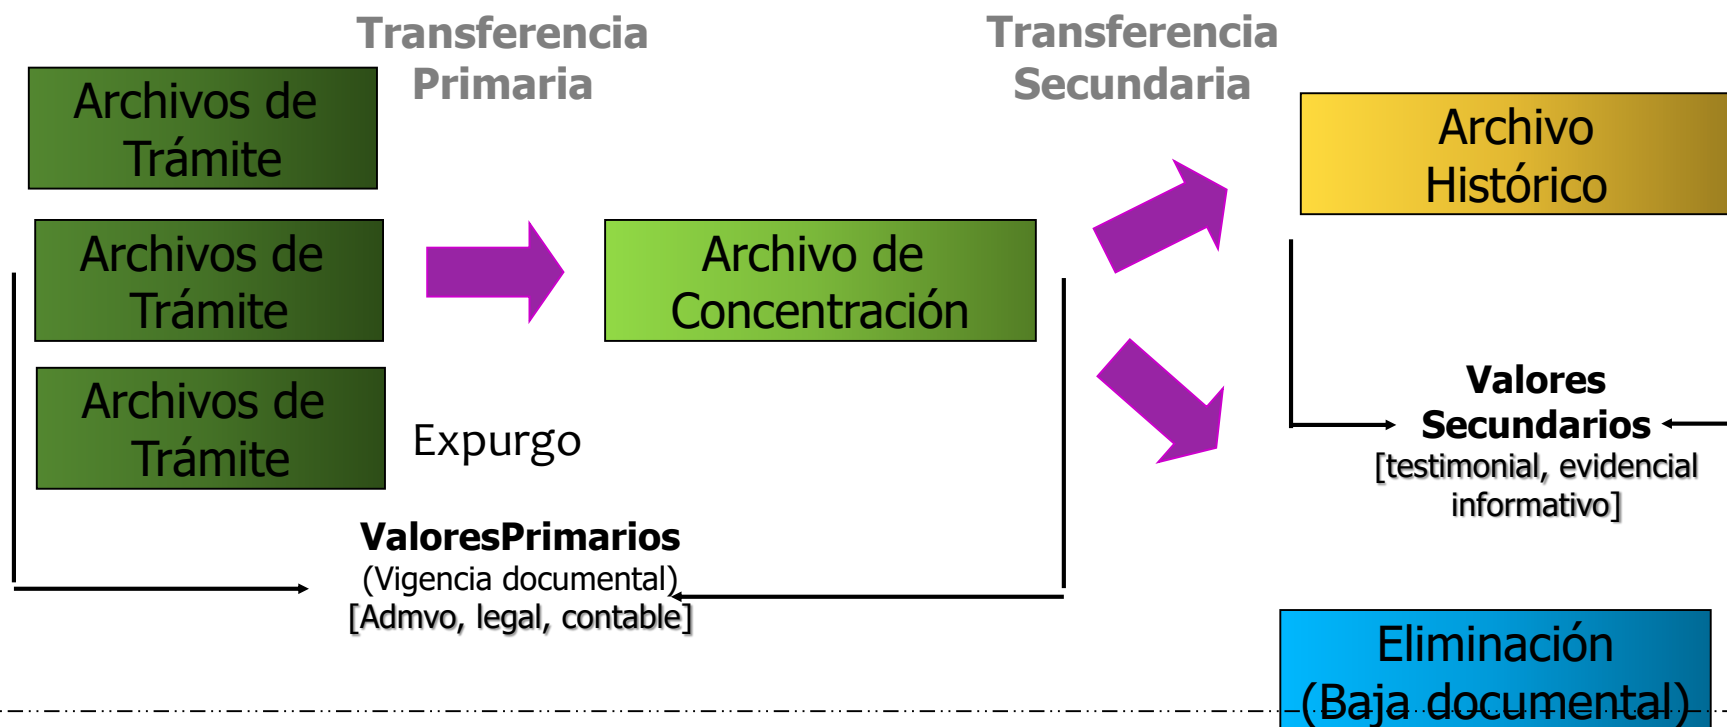 Transferencia
Primaria
Transferencia
Secundaria
Archivos de
Trámite
Archivo
Histórico
Archivos de
Trámite
Archivo de
Concentración
Archivos de
Trámite
Expurgo
Valores
Secundarios
[testimonial, evidencial
informativo]
ValoresPrimarios
(Vigencia documental)
[Admvo, legal, contable]
Eliminación
(Baja documental)